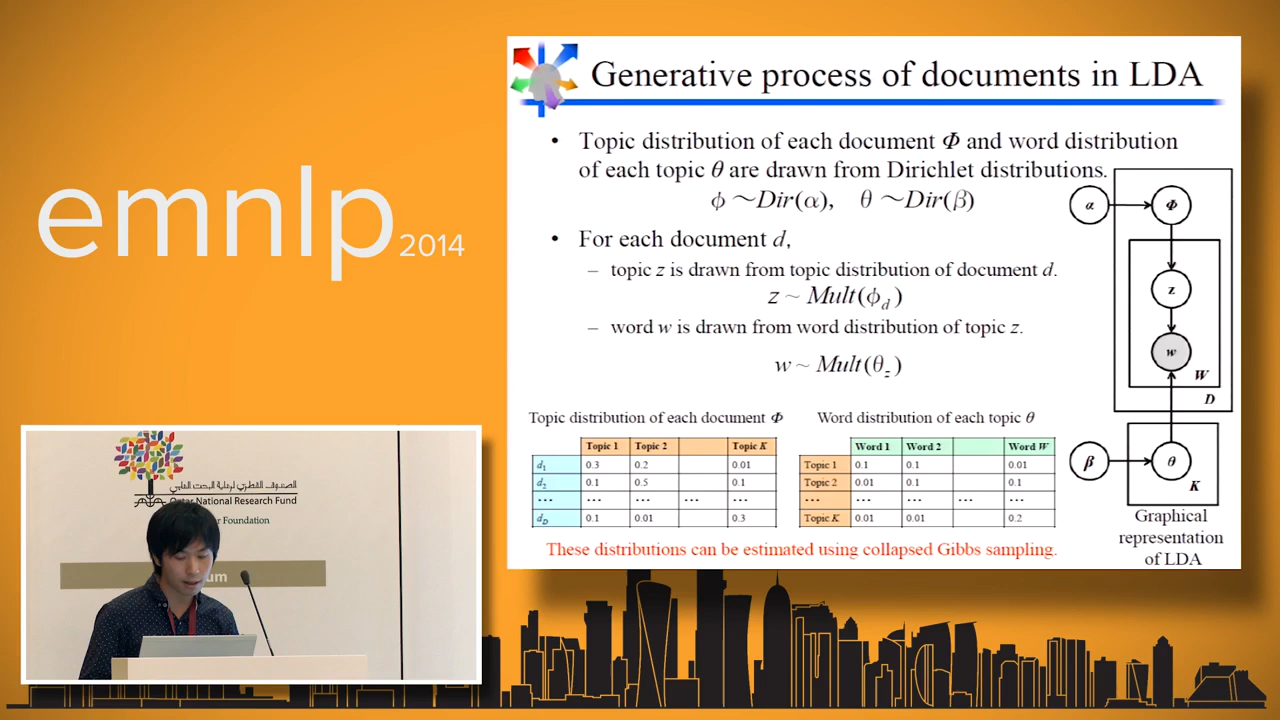 emnlp 2014
Generative process of documents in LDA
• Topic distribution of each document Φ and word distribution
of each topic θ are drawn from Dirichlet distributions.
ϕ ~Dir(α), θ ~Dir(β)
• For each document d,
– topic z is drawn from topic distribution of document d.
z ~ Mult(ϕ_d)
– word w is drawn from word distribution of topic z.
w ~ Mult(θ_z)
α Φ
z
w
W
D
β θ
K
Graphical
representation
of LDA
Topic distribution of each document Φ
Topic 1 Topic 2 Topic K
d1 0.3 0.2 0.01
d2 0.1 0.5 0.1
... ... ... ... ...
dD 0.1 0.01 0.3
Word distribution of each topic θ
Word 1 Word 2 Word W
Topic 1 0.1 0.1 0.01
Topic 2 0.01 0.1 0.1
... ... ... ... ...
Topic K 0.01 0.01 0.2
These distributions can be estimated using collapsed Gibbs sampling.
الصندوق القطري لرعاية البحث العلمي
Qatar National Research Fund
Foundation
um